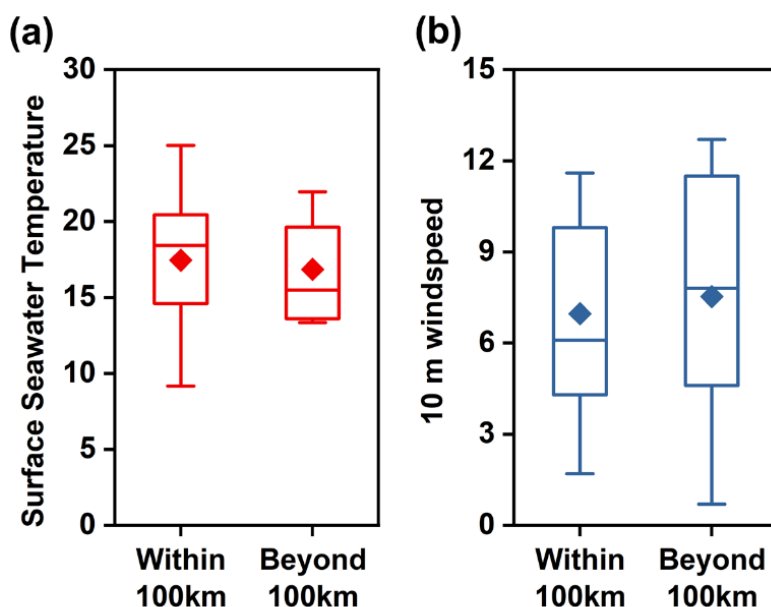 (a)
Surface Seawater Temperature
30
25
20
15
10
5
0
Within
100km
Beyond
100km
(b)
10 m windspeed
15
12
9
6
3
0
Within
100km
Beyond
100km